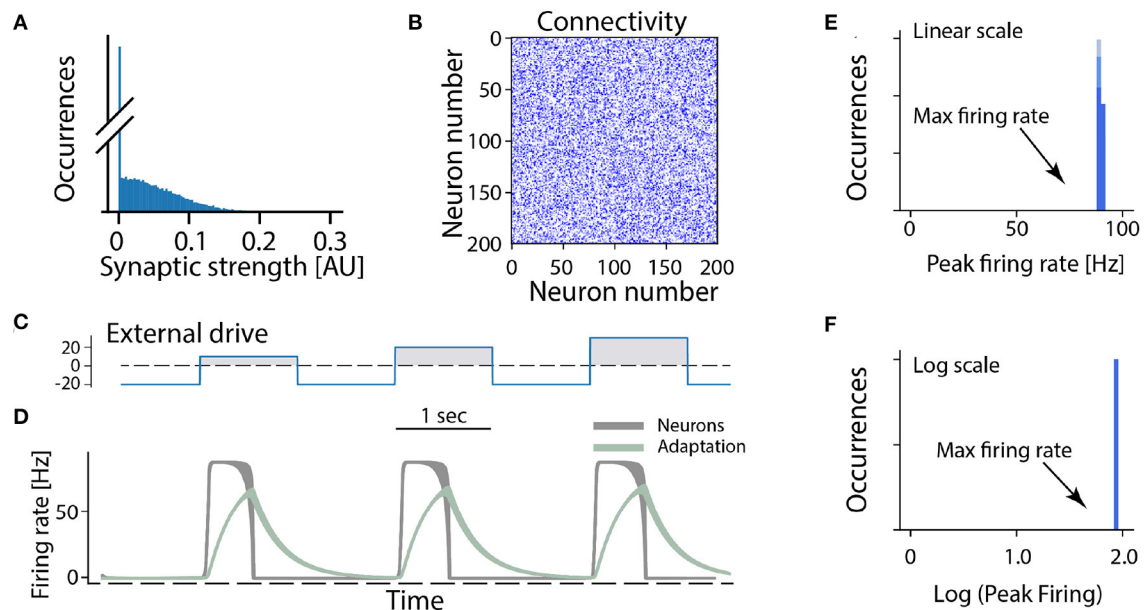 A
Occurrences
0
0.1
0.2
0.3
Synaptic strength [AU]
B
Connectivity
Neuron number
0
50
100
150
200
0
50
100
150
200
Neuron number
C
External drive
20
0
-20
D
1 sec
Neurons
Adaptation
Firing rate [Hz]
50
0
Time
E
Linear scale
Max firing rate
Occurrences
0
50
100
Peak firing rate [Hz]
F
Log scale
Max firing rate
Occurrences
0
1.0
2.0
Log (Peak Firing)